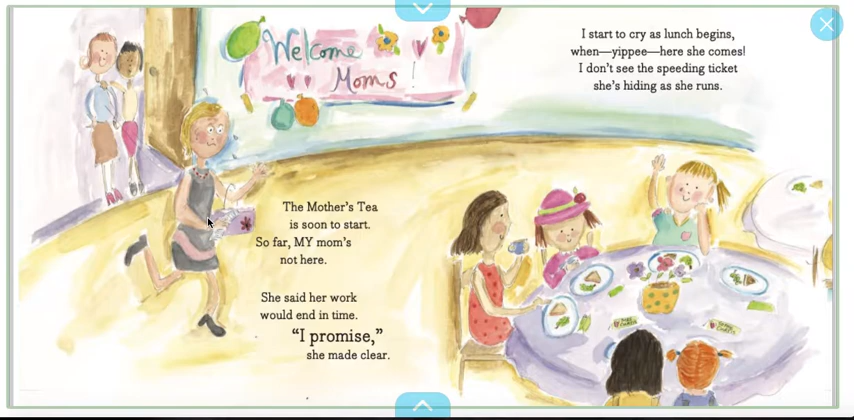 Welcome
Moms!
The Mother's Tea
is soon to start.
So far, MY mom's
not here.
She said her work
would end in time.
“I promise,”
she made clear.
I start to cry as lunch begins,
when—yippee—here she comes!
I don't see the speeding ticket
she's hiding as she runs.